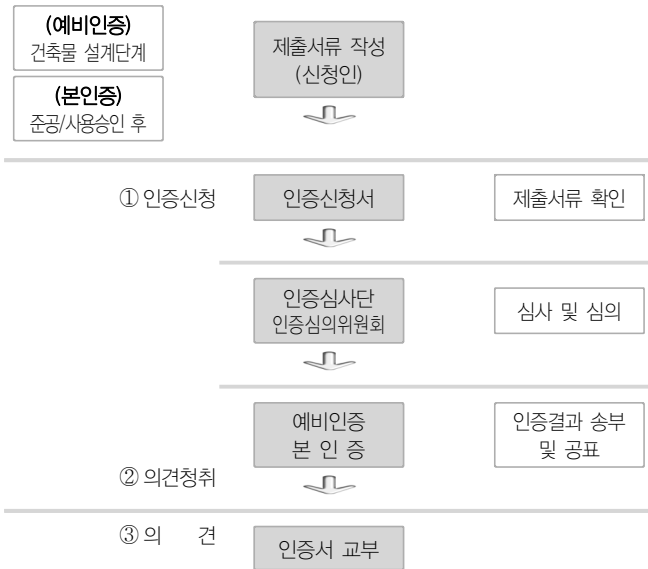 (예비인증)
건축물 설계단계
(본인증)
준공/사용승인 후
제출서류 작성
(신청인)
① 인증신청
인증신청서
제출서류 확인
인증심사단
인증심의위원회
심사 및 심의
예비인증
본 인 증
인증결과 송부
및 공표
② 의견청취
③ 의 견
인증서 교부